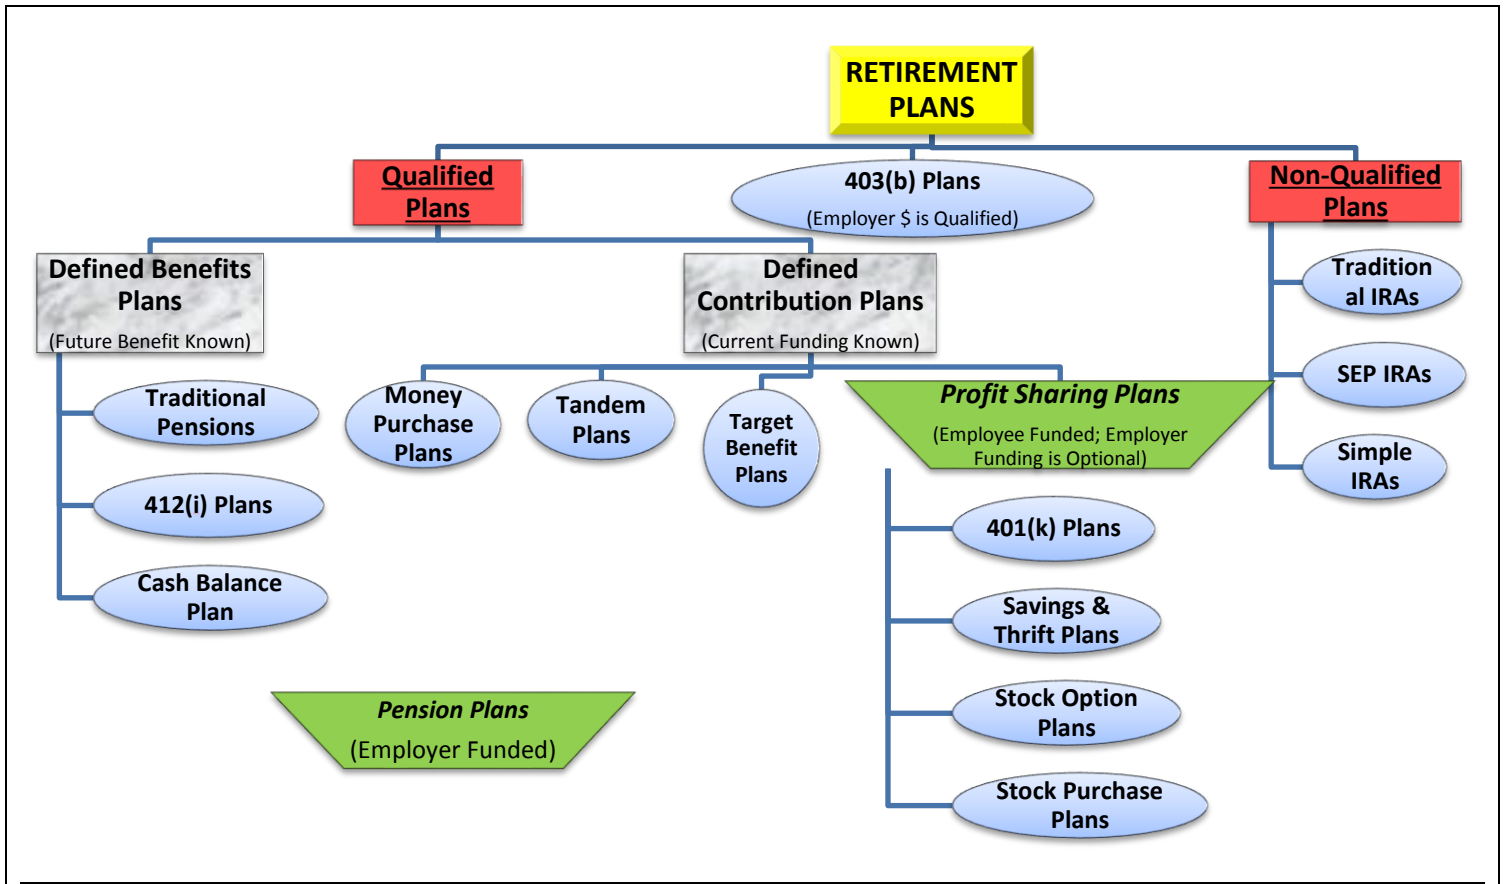 RETIREMENT
PLANS
Qualified
Plans
403(b) Plans
(Employer $ is Qualified)
Non-Qualified
Plans
Defined Benefits
Plans
(Future Benefit Known)
Defined
Contribution Plans
(Current Funding Known)
Tradition
al IRAs
SEP IRAs
Simple
IRAs
Traditional
Pensions
412(i) Plans
Cash Balance
Plan
Money
Purchase
Plans
Tandem
Plans
Target
Benefit
Plans
Profit Sharing Plans
(Employee Funded; Employer
Funding is Optional)
401(k) Plans
Savings &
Thrift Plans
Stock Option
Plans
Stock Purchase
Plans
Pension Plans
(Employer Funded)